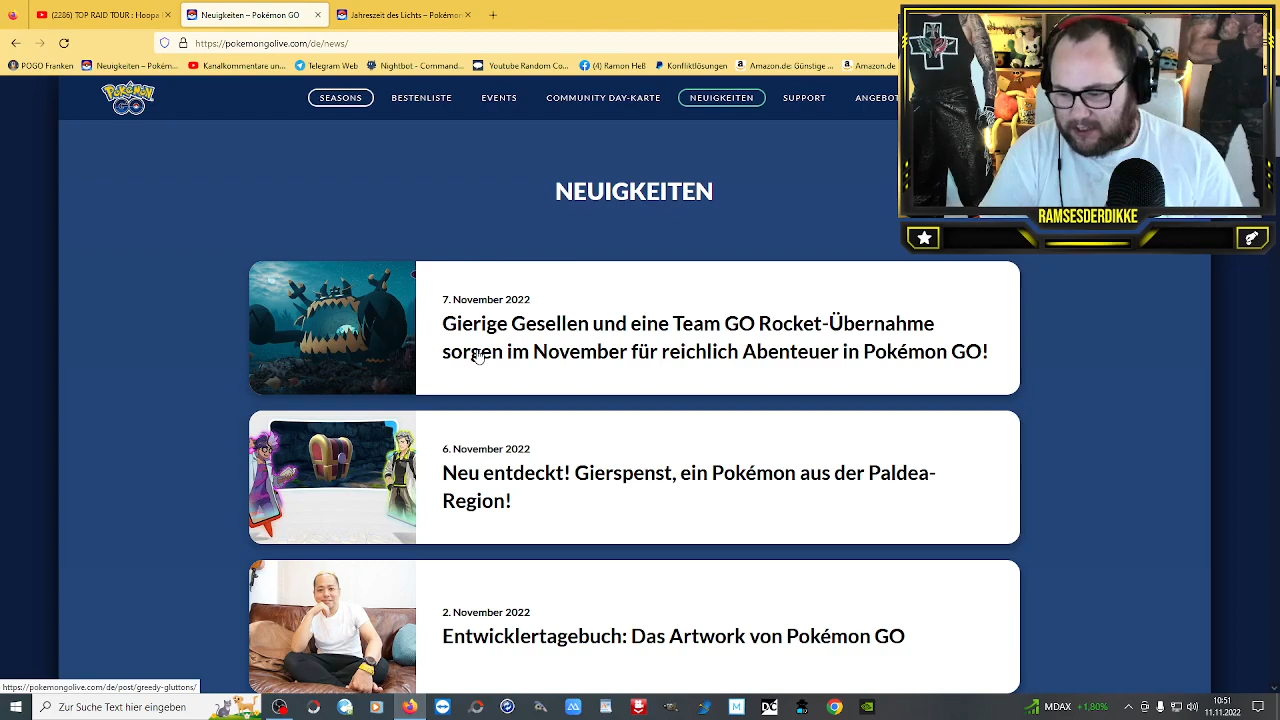 (2286) TOP RAID TOUR : Hoopa
Neuigkeiten – Pokémon GO
Jahreszeit des Lichts – Pokémon
https://pokemongolive.com/de/news/
POGO Franken
Neuigkeiten – Pokém...
Kanalkommentare un...
Telegram Web
Nightbot - Command...
Youtube Random Co...
(4) Ramon Heß
Konfliktlösungen
Amazon.de Günstige ...
Amazon.de
POKÉMON GO
SEASONS
BESTENLISTE
EVENTS
COMMUNITY DAY-KARTE
NEUIGKEITEN
SUPPORT
ANGEBOT
RAMSESDERDIKKE
NEUIGKEITEN
7. November 2022
Gierige Gesellen und eine Team GO Rocket-Übernahme
sorgen im November für reichlich Abenteuer in Pokémon GO!
6. November 2022
Neu entdeckt! Gierspenst, ein Pokémon aus der Paldea-
Region!
2. November 2022
Entwicklertagebuch: Das Artwork von Pokémon GO
https://pokemongolive.com/de/post/greedy-gluttons/
Zur Suche Text hier eingeben
MDAX +1,80%
10:51
11.11.2022